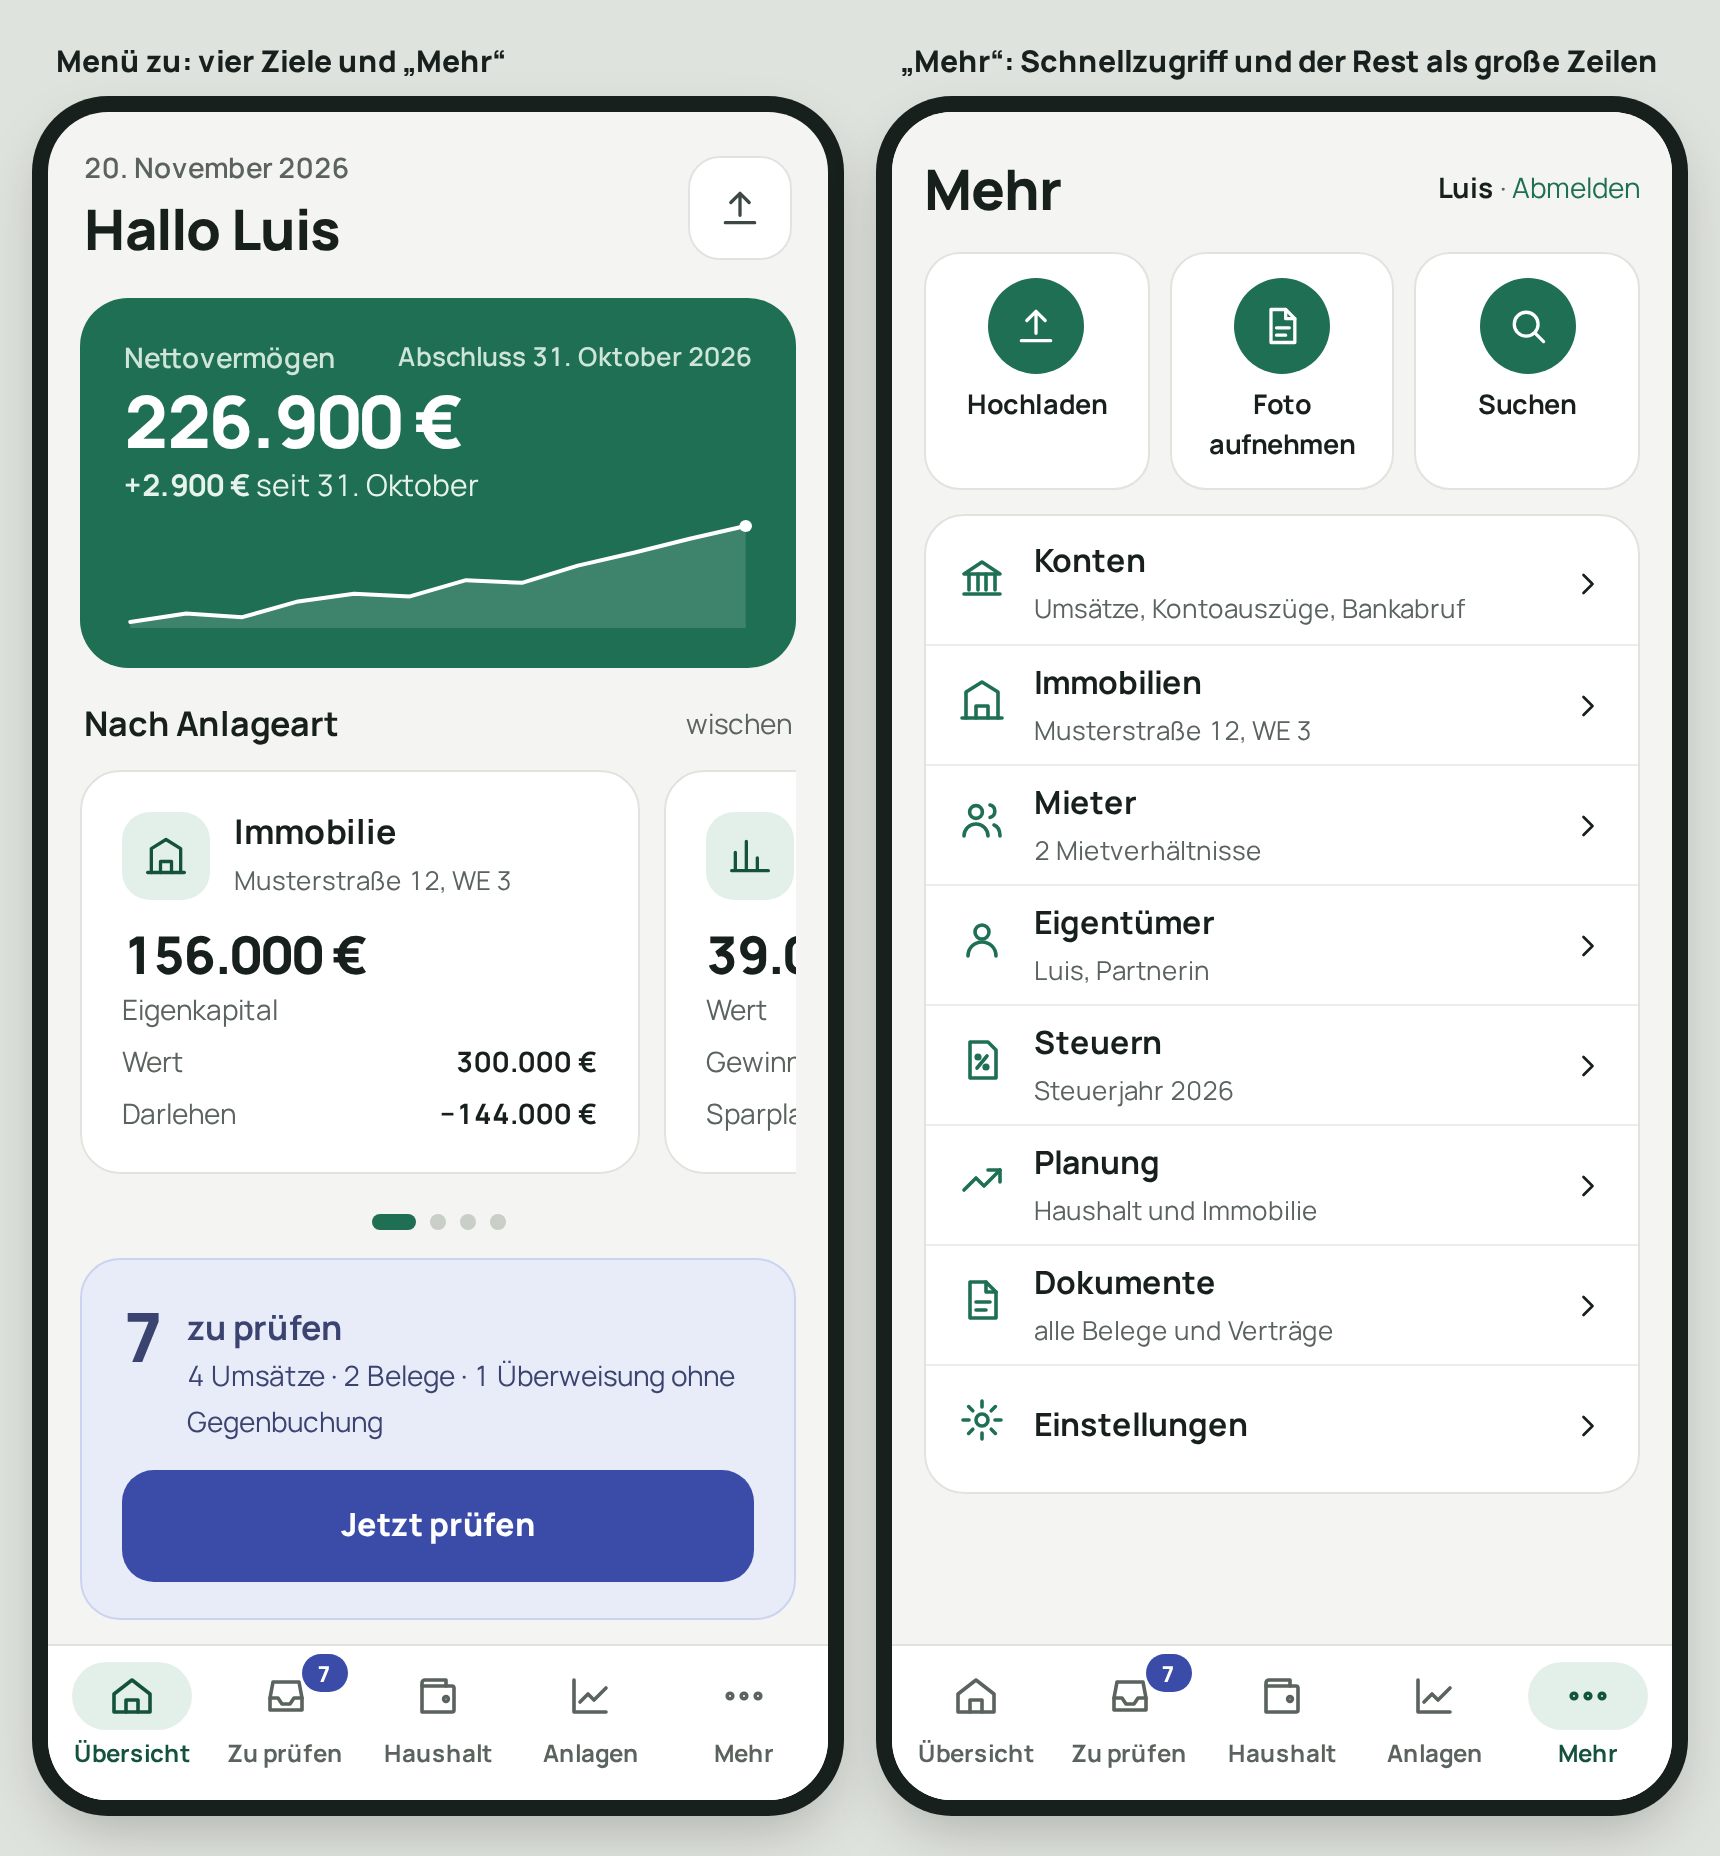 Menü zu: vier Ziele und „Mehr“
20. November 2026
Hallo Luis
Nettovermögen
Abschluss 31. Oktober 2026
226.900 €
+2.900 € seit 31. Oktober
Nach Anlageart
wischen
Immobilie
Musterstraße 12, WE 3
156.000 €
Eigenkapital
Wert
300.000 €
Darlehen
−144.000 €
39.0
Wert
Gewinn
Sparpla
7
zu prüfen
4 Umsätze · 2 Belege · 1 Überweisung ohne
Gegenbuchung
Jetzt prüfen
7
Übersicht
Zu prüfen
Haushalt
Anlagen
Mehr
„Mehr“: Schnellzugriff und der Rest als große Zeilen
Mehr
Luis · Abmelden
Hochladen
Foto
aufnehmen
Suchen
Konten
Umsätze, Kontoauszüge, Bankabruf
Immobilien
Musterstraße 12, WE 3
Mieter
2 Mietverhältnisse
Eigentümer
Luis, Partnerin
Steuern
Steuerjahr 2026
Planung
Haushalt und Immobilie
Dokumente
alle Belege und Verträge
Einstellungen
7
Übersicht
Zu prüfen
Haushalt
Anlagen
Mehr